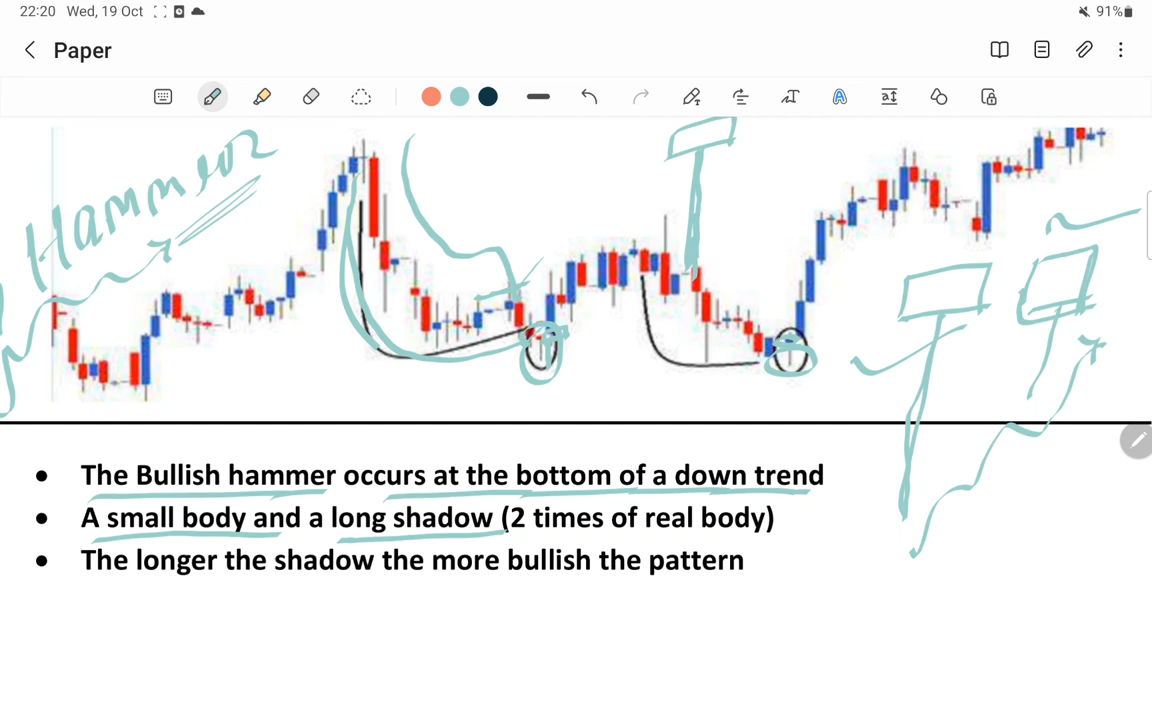 22:20 Wed, 19 Oct
91%
Paper
Hammer
The Bullish hammer occurs at the bottom of a down trend
A small body and a long shadow (2 times of real body)
The longer the shadow the more bullish the pattern